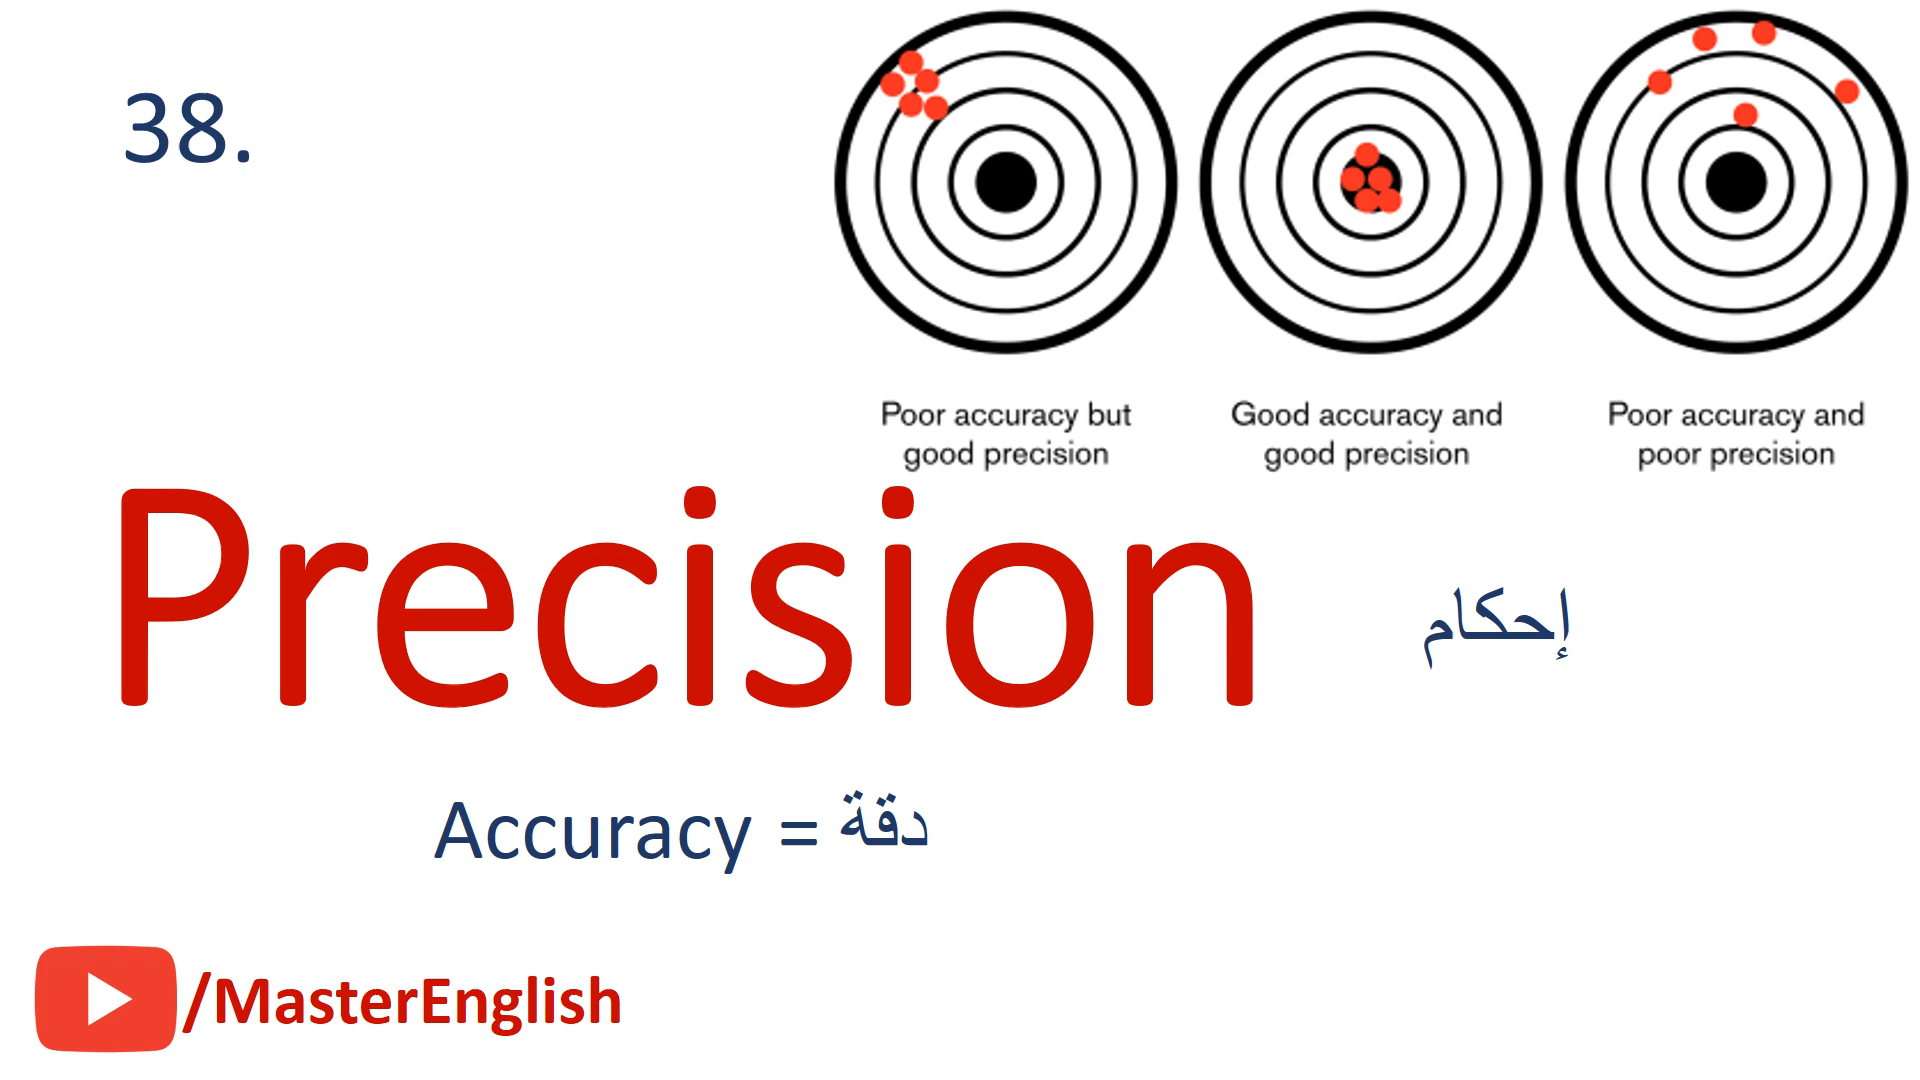 38.
Poor accuracy but
good precision
Good accuracy and
good precision
Poor accuracy and
poor precision
Precision
إحكام
Accuracy = دقة
/MasterEnglish